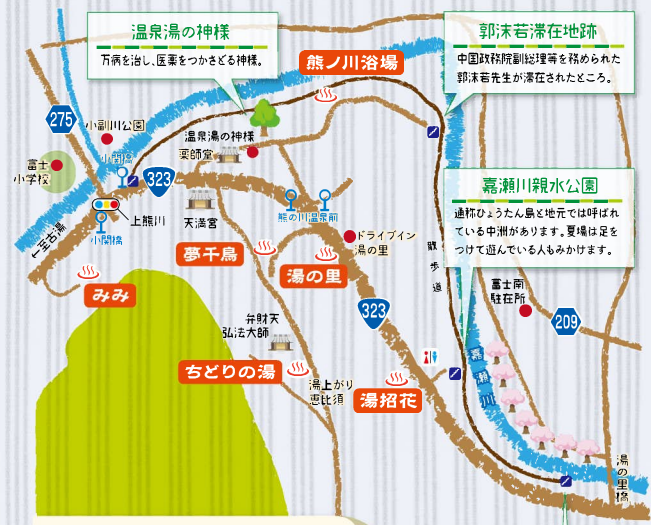 温泉湯の神様
万病を治し、医薬をつかさどる神様。
郭沫若滞在地跡
中国政務院副総理等を務められた
郭沫若先生が滞在されたところ。
熊ノ川浴場
275
小副川公園
小関橋
富士
小学校
温泉湯の神様
薬師堂
323
嘉瀬川親水公園
通称ひょうたん島と地元では呼ばれ
ている中洲があります。夏場は足を
つけて遊んでいる人もみかけます。
上熊川
天満宮
熊の川温泉前
小関橋
散歩道
ドライブイン
湯の里
夢千鳥
湯の里
みみ
富士南
駐在所
209
323
弁財天
弘法大師
ちどりの湯
湯上がり
恵比須
湯招花
嘉瀬川
湯の里橋